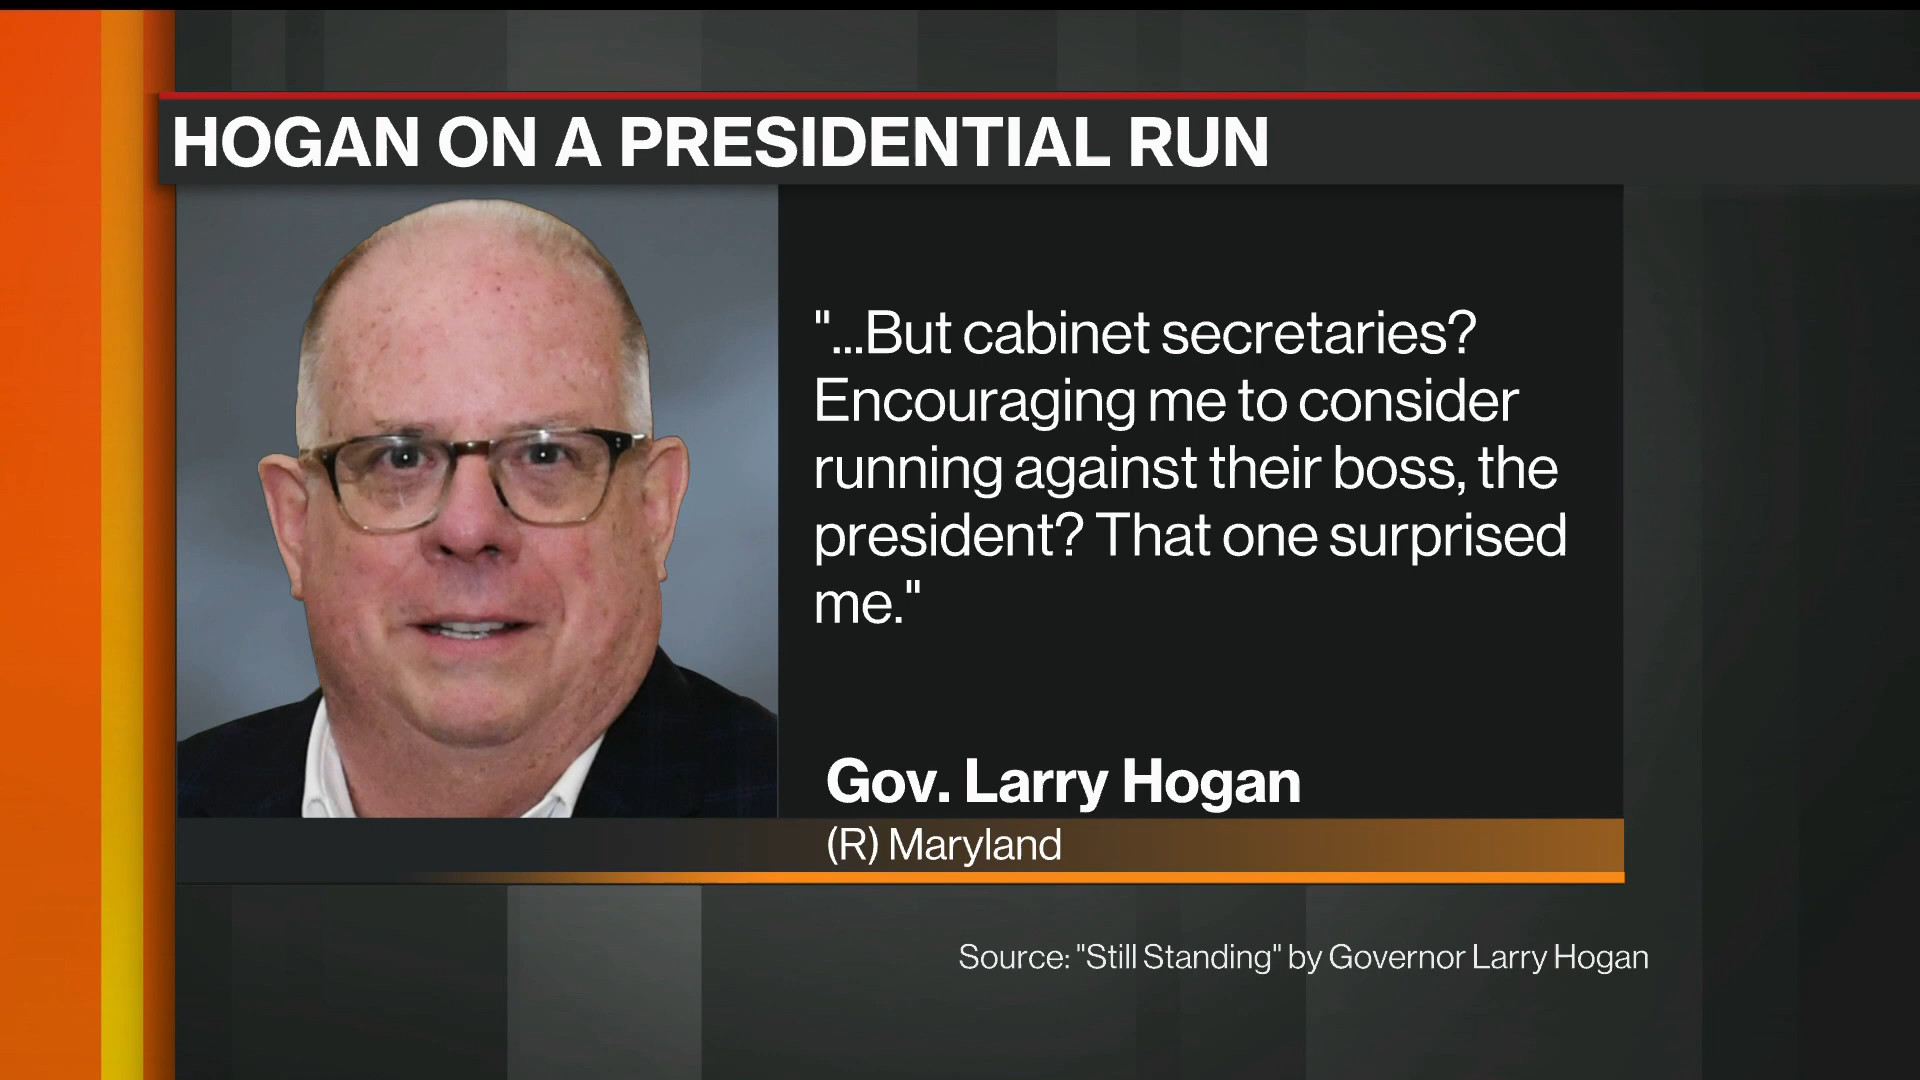 HOGAN ON A PRESIDENTIAL RUN
"...But cabinet secretaries?
Encouraging me to consider
running against their boss, the
president? That one surprised
me."
Gov. Larry Hogan
(R) Maryland
Source: "Still Standing" by Governor Larry Hogan